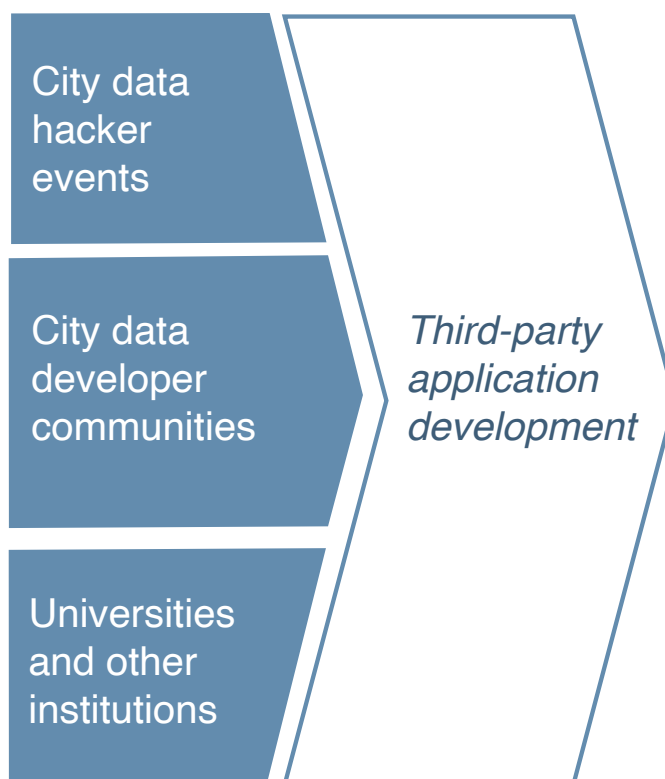 City data
hacker
events
City data
developer
communities
Universities
and other
institutions
Third-party
application
development